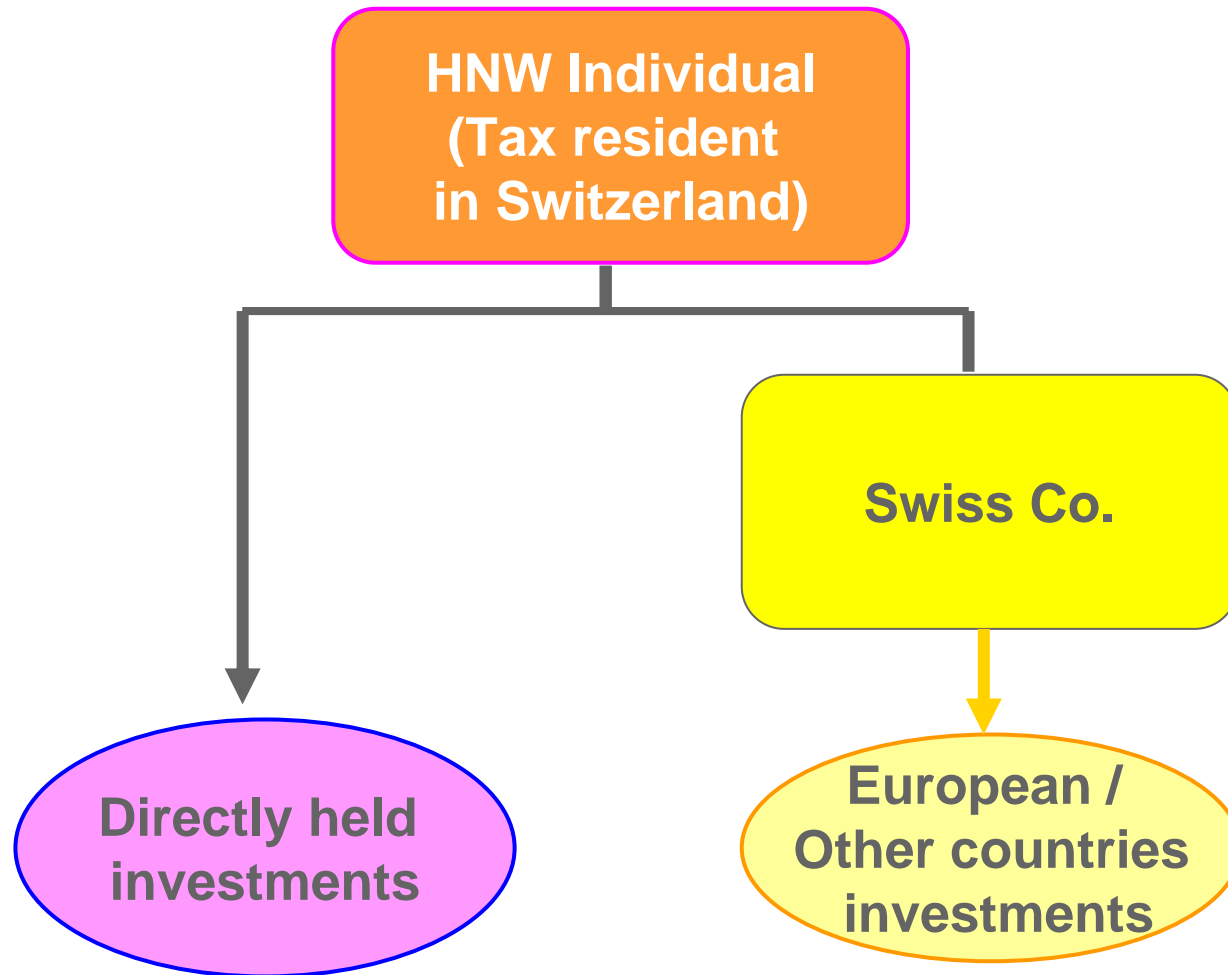 HNW Individual
(Tax resident
in Switzerland)
Swiss Co.
Directly held
investments
European /
Other countries
investments